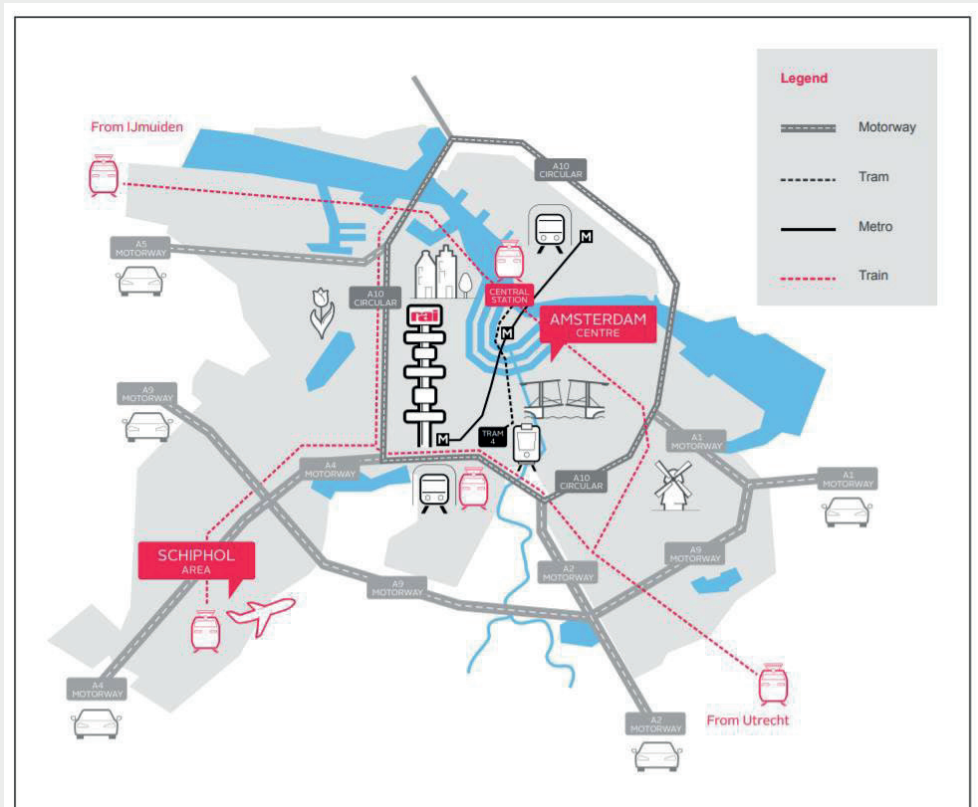 Legend
Motorway
Tram
Metro
Train
From IJmuiden
A10
CIRCULAR
A5
MOTORWAY
M
A10
CIRCULAR
CENTRAL
STATION
rai
AMSTERDAM
CENTRE
M
A9
MOTORWAY
M
TRAM
4
A1
MOTORWAY
A4
MOTORWAY
A10
CIRCULAR
A1
MOTORWAY
SCHIPHOL
AREA
A9
MOTORWAY
A2
MOTORWAY
A9
MOTORWAY
A4
MOTORWAY
From Utrecht
A2
MOTORWAY